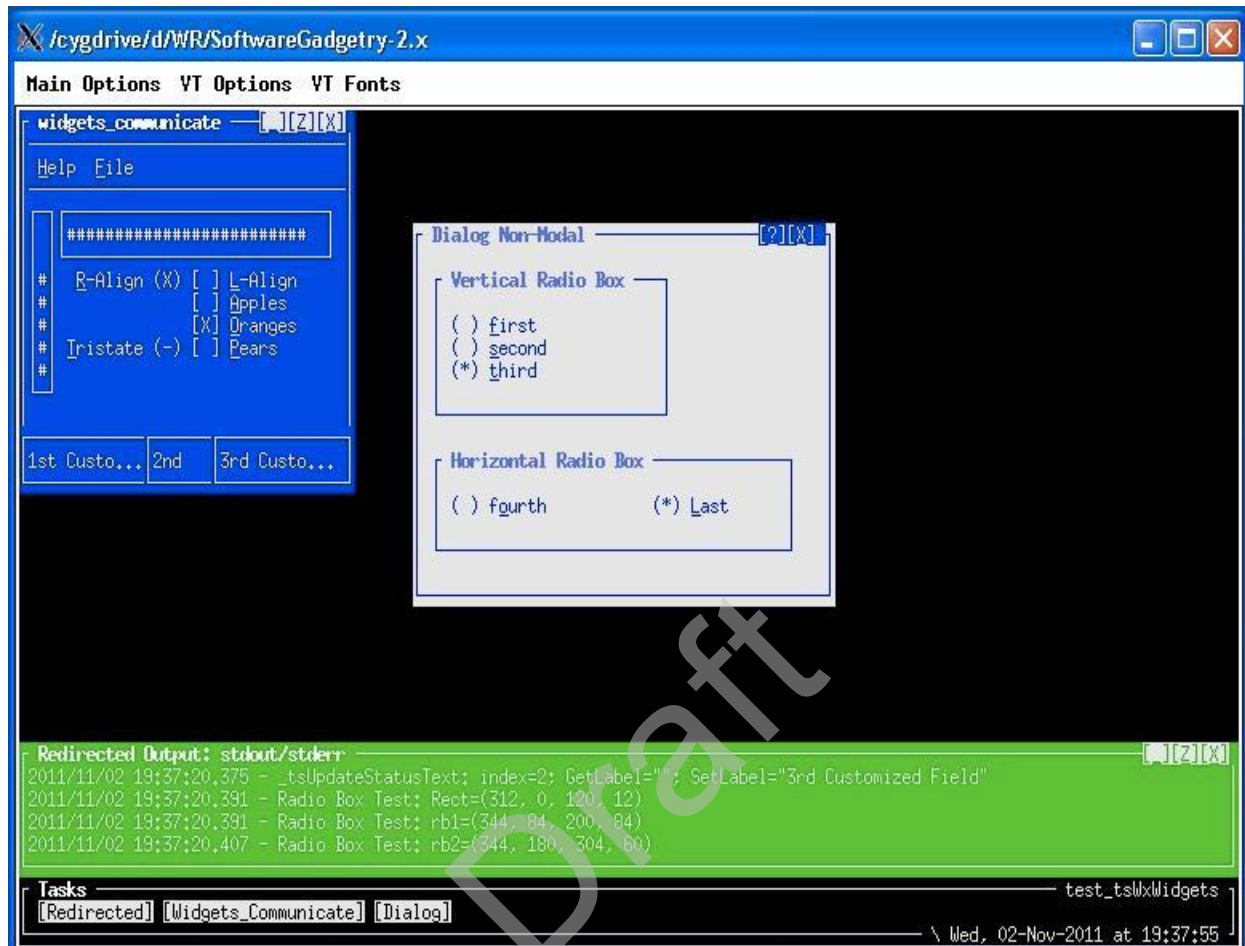 /cygdrive/d/WR/SoftwareGadgetry-2.x
Main Options VT Options VT Fonts
widgets_communicate [_][Z][X]
Help File
#########################
R-Align (X) [ ] L-Align
[ ] Apples
[X] Oranges
Tristate (-) [ ] Pears
#
#
#
#
#
1st Custo... 2nd 3rd Custo...
Dialog Non-Modal [?][X]
Vertical Radio Box
( ) first
( ) second
(*) third
Horizontal Radio Box
( ) fourth (*) Last
Redirected Output: stdout/stderr [_][Z][X]
2011/11/02 19:37:20.375 - _tsUpdateStatusText: index=2; GetLabel=""; SetLabel="3rd Customized Field"
2011/11/02 19:37:20.391 - Radio Box Test: Rect=(312, 0, 120, 12)
2011/11/02 19:37:20.391 - Radio Box Test: rb1=(344, 84, 200, 84)
2011/11/02 19:37:20.407 - Radio Box Test: rb2=(344, 180, 304, 60)
Tasks test_tsWxWidgets
[Redirected] [Widgets_Communicate] [Dialog]
\ Wed, 02-Nov-2011 at 19:37:55
Draft